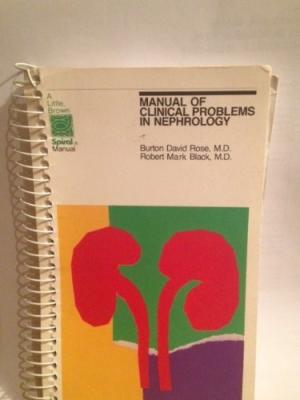 A
Little,
Brown
Spiral®
Manual
MANUAL OF
CLINICAL PROBLEMS
IN NEPHROLOGY
Burton David Rose, M.D.
Robert Mark Black, M.D.